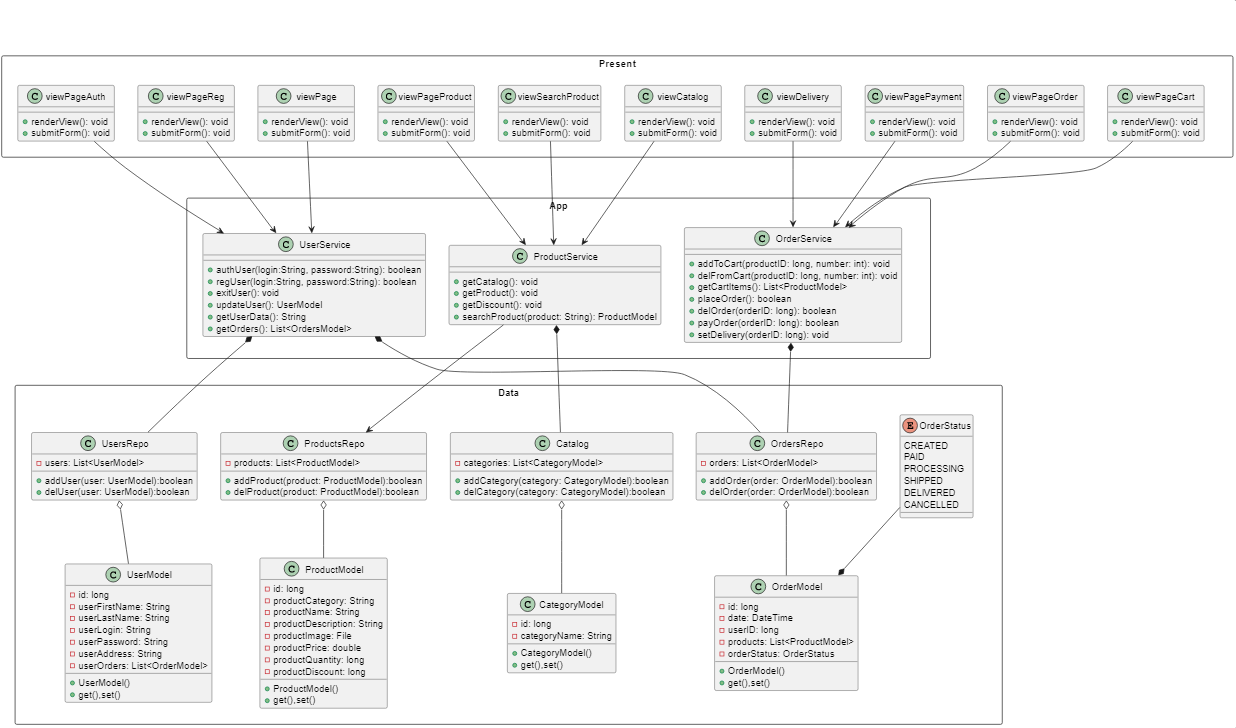 Present
C viewPageAuth
renderView(): void
submitForm(): void
C viewPageReg
renderView(): void
submitForm(): void
C viewPage
renderView(): void
submitForm(): void
C viewPageProduct
renderView(): void
submitForm(): void
C viewSearchProduct
renderView(): void
submitForm(): void
C viewCatalog
renderView(): void
submitForm(): void
C viewDelivery
renderView(): void
submitForm(): void
C viewPagePayment
renderView(): void
submitForm(): void
C viewPageOrder
renderView(): void
submitForm(): void
C viewPageCart
renderView(): void
submitForm(): void
App
C UserService
authUser(login:String, password:String): boolean
regUser(login:String, password:String): boolean
exitUser(): void
updateUser(): UserModel
getUserData(): String
getOrders(): List<OrdersModel>
C ProductService
getCatalog(): void
getProduct(): void
getDiscount(): void
searchProduct(product: String): ProductModel
C OrderService
addToCart(productID: long, number: int): void
delFromCart(productID: long, number: int): void
getCartItems(): List<ProductModel>
placeOrder(): boolean
delOrder(orderID: long): boolean
payOrder(orderID: long): boolean
setDelivery(orderID: long): void
Data
C UsersRepo
users: List<UserModel>
addUser(user: UserModel):boolean
delUser(user: UserModel):boolean
C ProductsRepo
products: List<ProductModel>
addProduct(product: ProductModel):boolean
delProduct(product: ProductModel):boolean
C Catalog
categories: List<CategoryModel>
addCategory(category: CategoryModel):boolean
delCategory(category: CategoryModel):boolean
C OrdersRepo
orders: List<OrderModel>
addOrder(order: OrderModel):boolean
delOrder(order: OrderModel):boolean
E OrderStatus
CREATED
PAID
PROCESSING
SHIPPED
DELIVERED
CANCELLED
C UserModel
id: long
userFirstName: String
userLastName: String
userLogin: String
userPassword: String
userAddress: String
userOrders: List<OrderModel>
UserModel()
get(),set()
C ProductModel
id: long
productCategory: String
productName: String
productDescription: String
productImage: File
productPrice: double
productQuantity: long
productDiscount: long
ProductModel()
get(),set()
C CategoryModel
id: long
categoryName: String
CategoryModel()
get(),set()
C OrderModel
id: long
date: DateTime
userID: long
products: List<ProductModel>
orderStatus: OrderStatus
OrderModel()
get(),set()